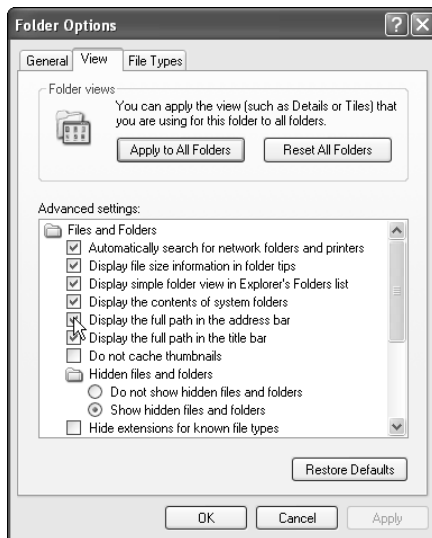 Folder Options
General
View
File Types
Folder views
You can apply the view (such as Details or Tiles) that
you are using for this folder to all folders.
Apply to All Folders
Reset All Folders
Advanced settings:
Files and Folders
Automatically search for network folders and printers
Display file size information in folder tips
Display simple folder view in Explorer's Folders list
Display the contents of system folders
Display the full path in the address bar
Display the full path in the title bar
Do not cache thumbnails
Hidden files and folders
Do not show hidden files and folders
Show hidden files and folders
Hide extensions for known file types
Restore Defaults
OK
Cancel
Apply